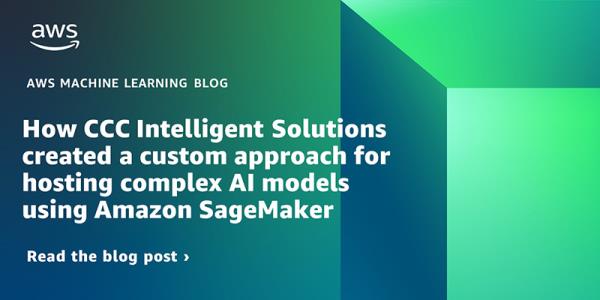 aws
AWS MACHINE LEARNING BLOG
How CCC Intelligent Solutions
created a custom approach for
hosting complex AI models
using Amazon SageMaker
Read the blog post ›